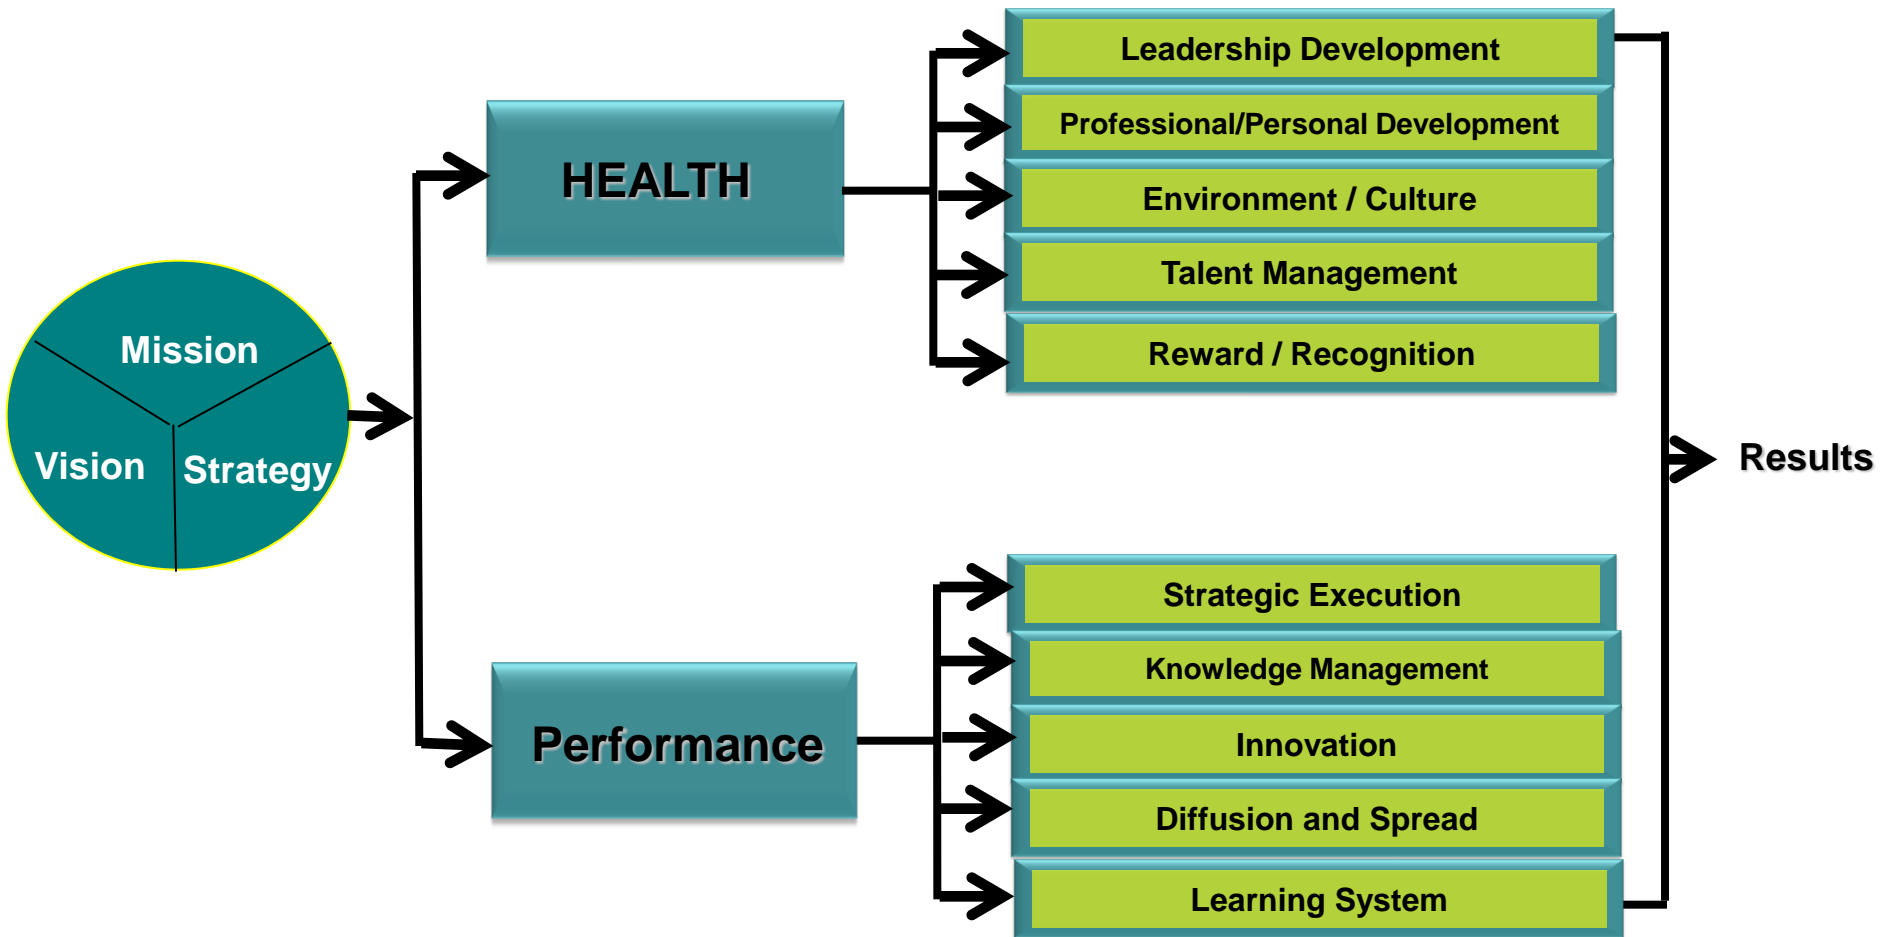 Mission
Vision
Strategy
HEALTH
Leadership Development
Professional/Personal Development
Environment / Culture
Talent Management
Reward / Recognition
Performance
Strategic Execution
Knowledge Management
Innovation
Diffusion and Spread
Learning System
Results